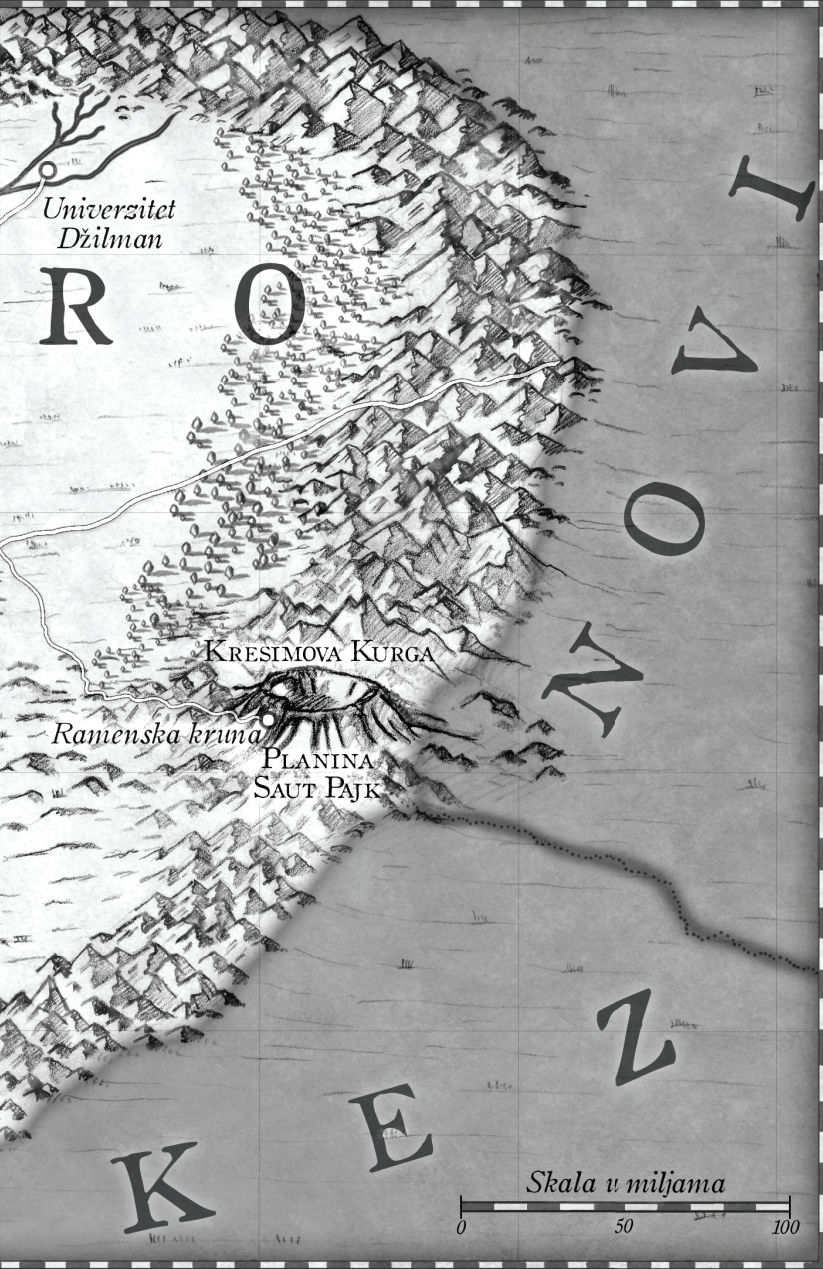 Univerzitet
Džilman
R O
N O V I
Kresimova Kurga
Ramenska kruna
Planina
Saut Pajk
K E Z
Skala u miljama
0 50 100